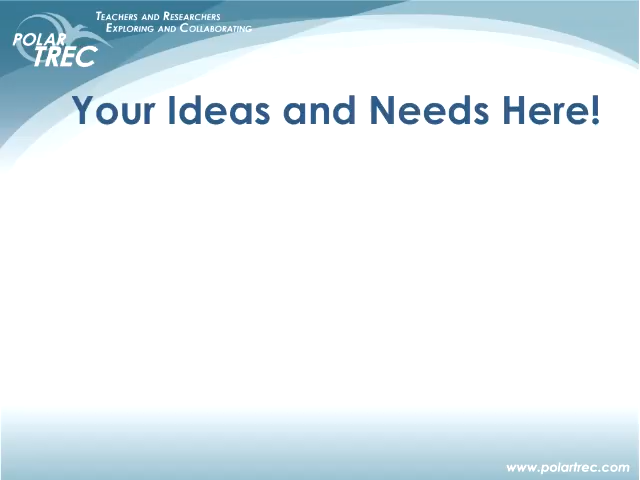 Teachers and Researchers
Exploring and Collaborating
POLAR
TREC
Your Ideas and Needs Here!
www.polartrec.com